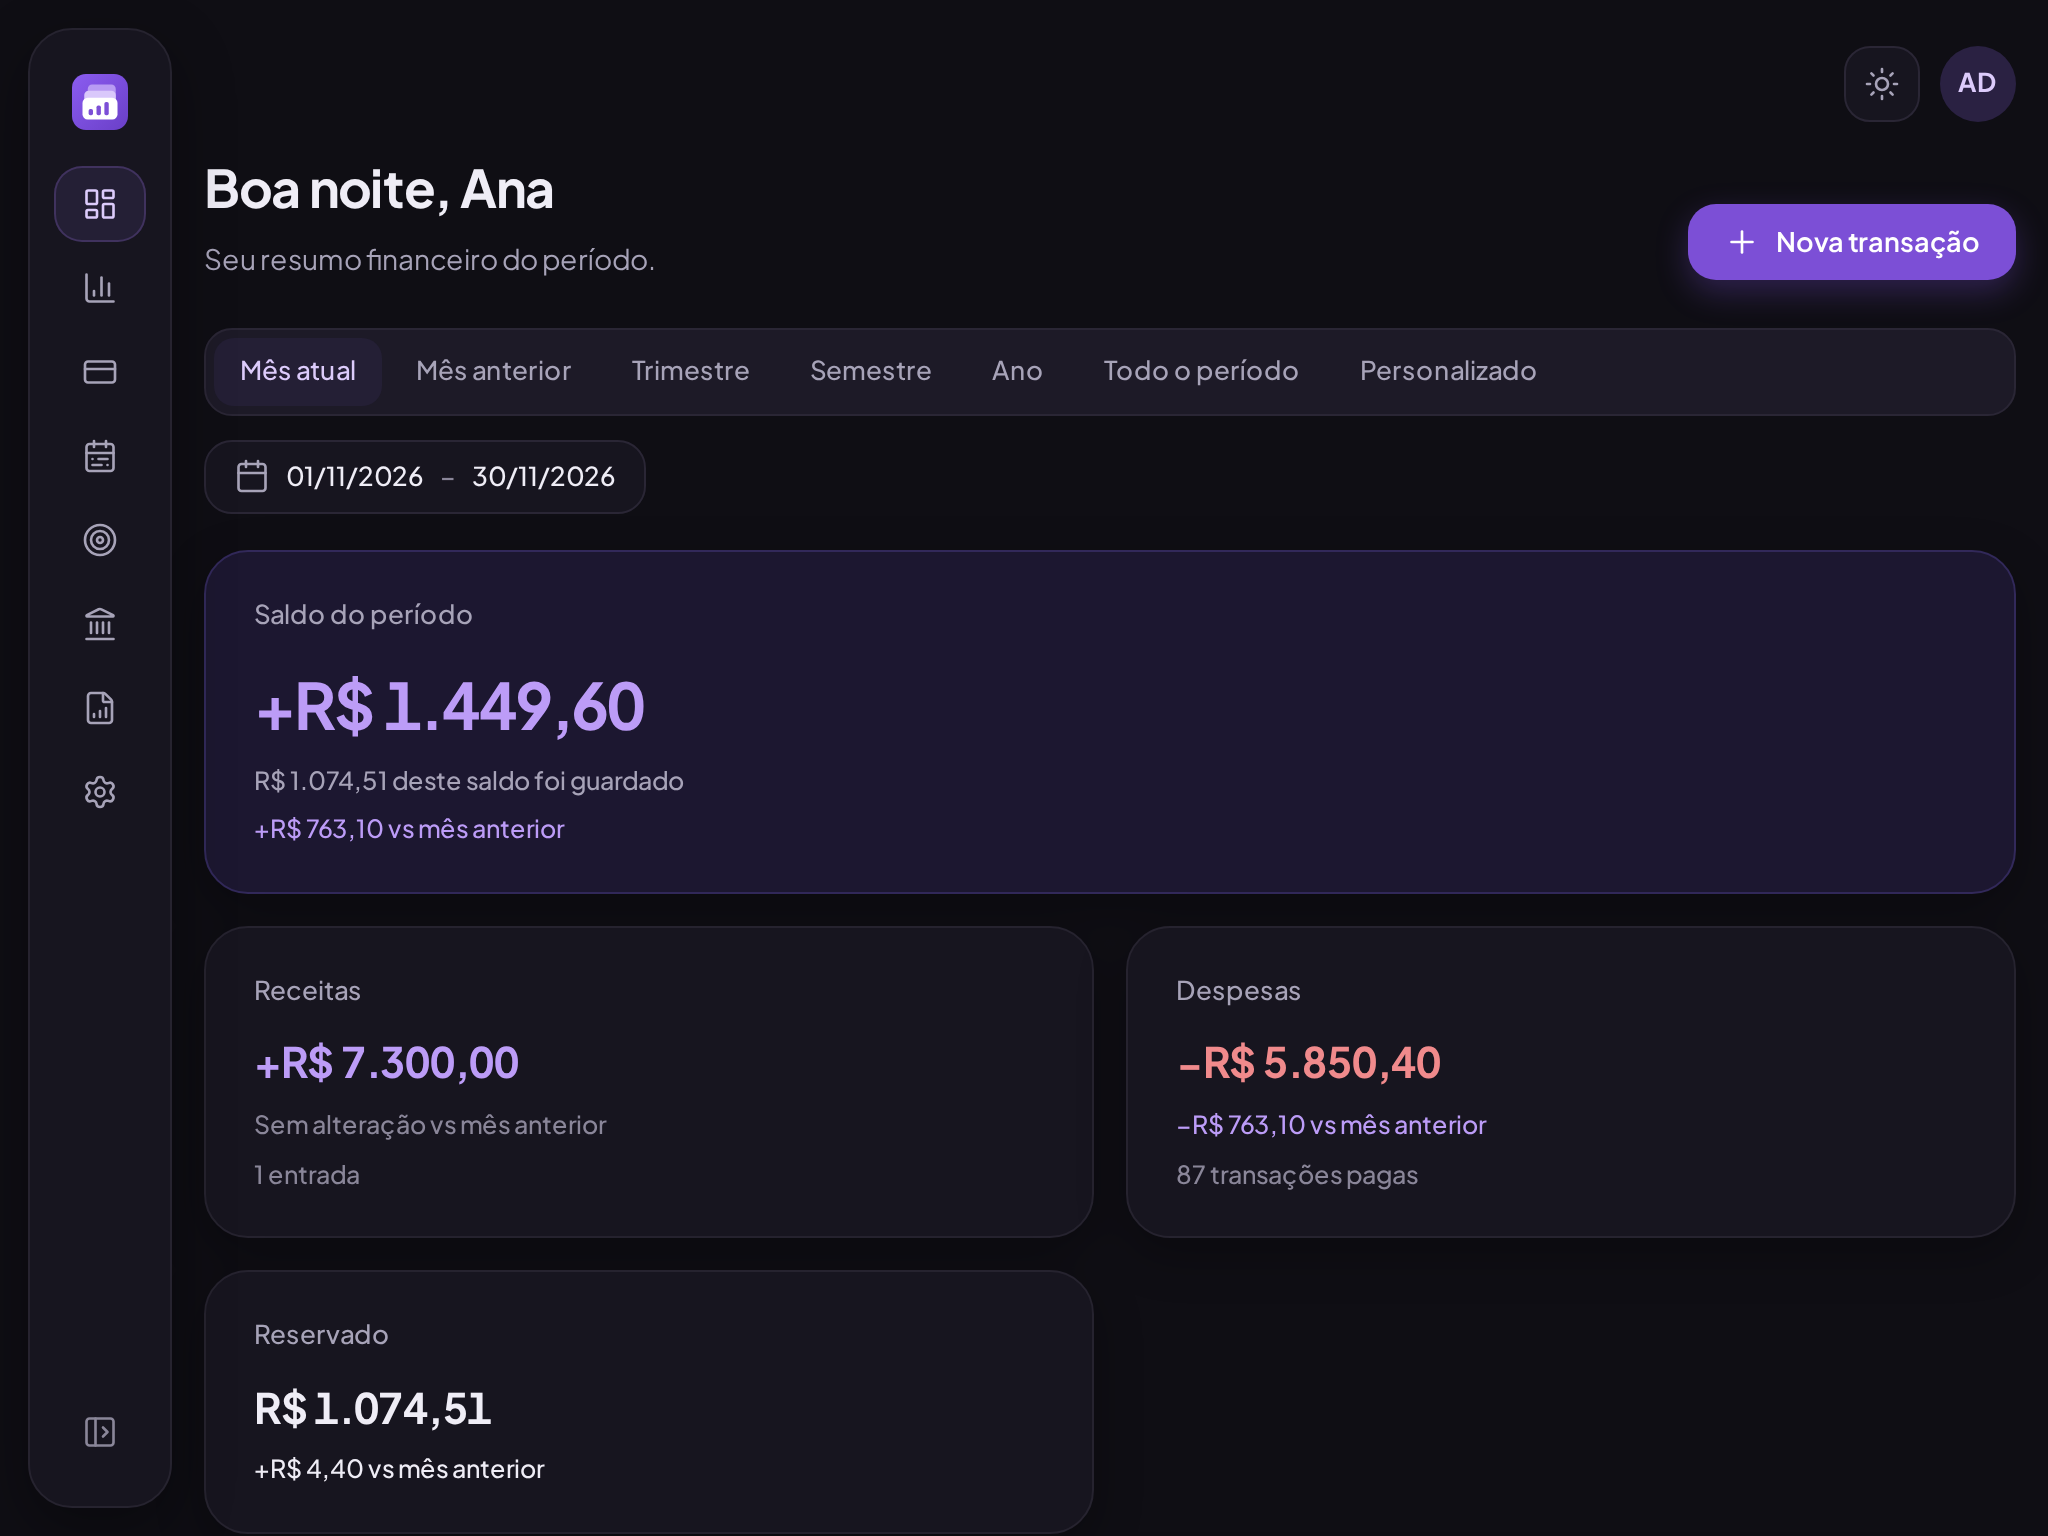 AD
Boa noite, Ana
Seu resumo financeiro do período.
Nova transação
Mês atual
Mês anterior
Trimestre
Semestre
Ano
Todo o período
Personalizado
01/11/2026 – 30/11/2026
Saldo do período
+R$ 1.449,60
R$ 1.074,51 deste saldo foi guardado
+R$ 763,10 vs mês anterior
Receitas
+R$ 7.300,00
Sem alteração vs mês anterior
1 entrada
Despesas
−R$ 5.850,40
−R$ 763,10 vs mês anterior
87 transações pagas
Reservado
R$ 1.074,51
+R$ 4,40 vs mês anterior